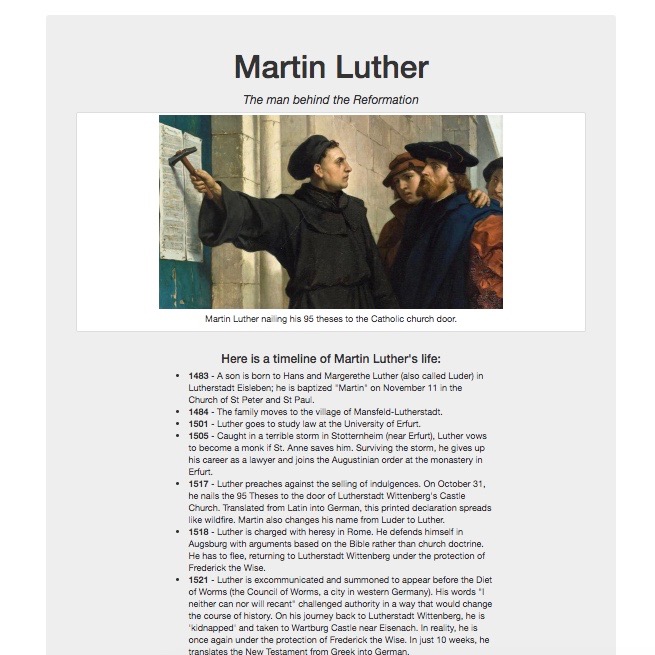 Martin Luther
The man behind the Reformation
Martin Luther nailing his 95 theses to the Catholic church door.
Here is a timeline of Martin Luther's life:
• 1483 - A son is born to Hans and Margerethe Luther (also called Luder) in
Lutherstadt Eisleben; he is baptized "Martin" on November 11 in the
Church of St Peter and St Paul.
• 1484 - The family moves to the village of Mansfeld-Lutherstadt.
• 1501 - Luther goes to study law at the University of Erfurt.
• 1505 - Caught in a terrible storm in Stotternheim (near Erfurt), Luther vows
to become a monk if St. Anne saves him. Surviving the storm, he gives up
his career as a lawyer and joins the Augustinian order at the monastery in
Erfurt.
• 1517 - Luther preaches against the selling of indulgences. On October 31,
he nails the 95 Theses to the door of Lutherstadt Wittenberg's Castle
Church. Translated from Latin into German, this printed declaration spreads
like wildfire. Martin also changes his name from Luder to Luther.
• 1518 - Luther is charged with heresy in Rome. He defends himself in
Augsburg with arguments based on the Bible rather than church doctrine.
He has to flee, returning to Lutherstadt Wittenberg under the protection of
Frederick the Wise.
• 1521 - Luther is excommunicated and summoned to appear before the Diet
of Worms (the Council of Worms, a city in western Germany). His words "I
neither can nor will recant" challenged authority in a way that would change
the course of history. On his journey back to Lutherstadt Wittenberg, he is
'kidnapped' and taken to Wartburg Castle near Eisenach. In reality, he is
once again under the protection of Frederick the Wise. In just 10 weeks, he
translates the New Testament from Greek into German.